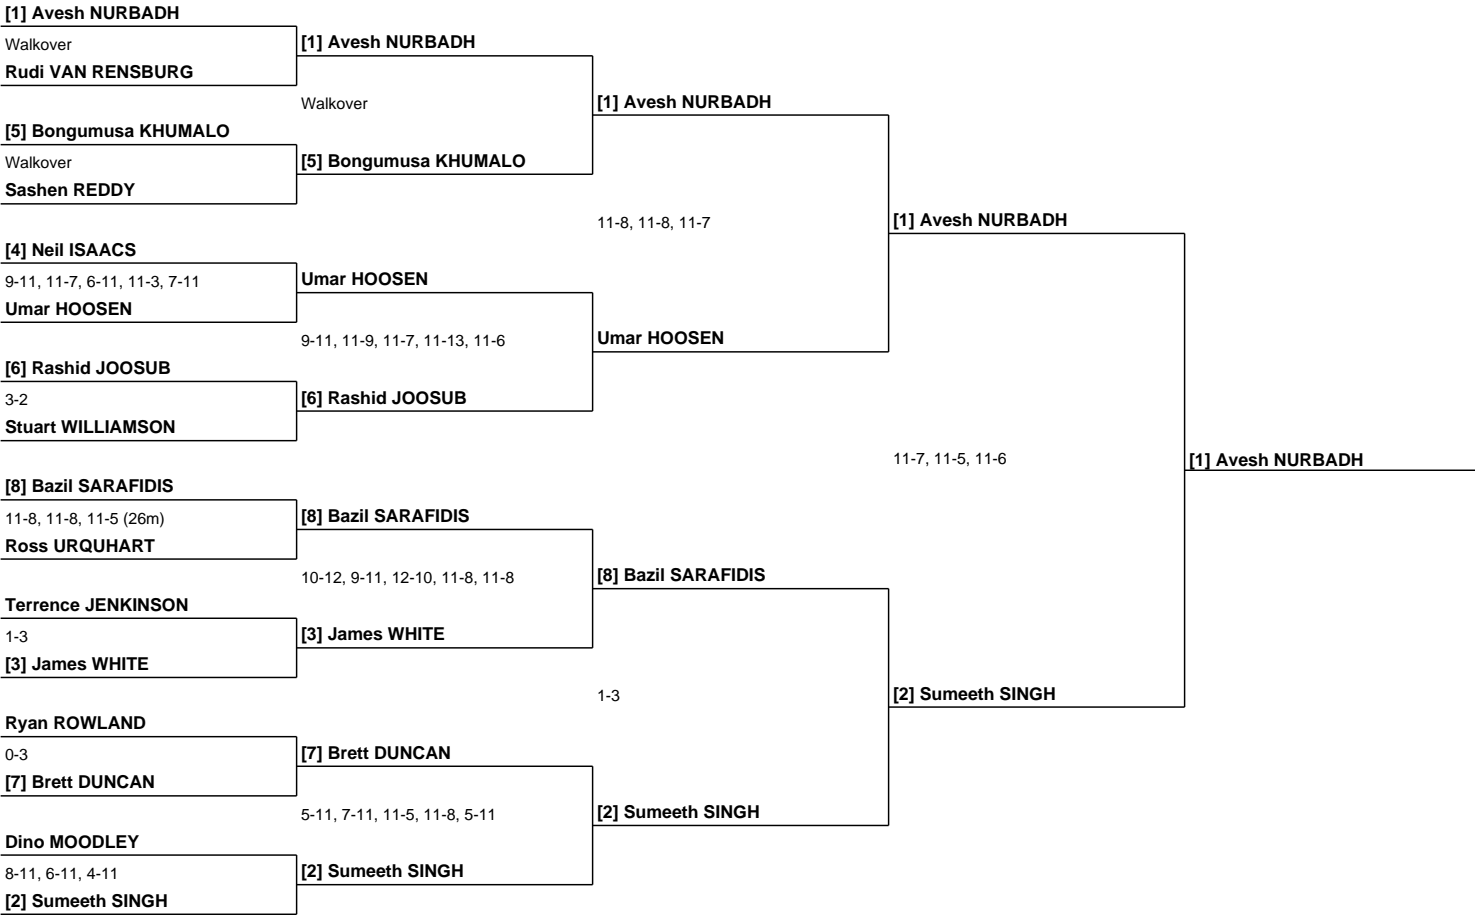 [1] Avesh NURBADH
Walkover
Rudi VAN RENSBURG
[5] Bongumusa KHUMALO
Walkover
Sashen REDDY
[4] Neil ISAACS
9-11, 11-7, 6-11, 11-3, 7-11
Umar HOOSEN
[6] Rashid JOOSUB
3-2
Stuart WILLIAMSON
[8] Bazil SARAFIDIS
11-8, 11-8, 11-5 (26m)
Ross URQUHART
Terrence JENKINSON
1-3
[3] James WHITE
Ryan ROWLAND
0-3
[7] Brett DUNCAN
Dino MOODLEY
8-11, 6-11, 4-11
[2] Sumeeth SINGH
[1] Avesh NURBADH
Walkover
[5] Bongumusa KHUMALO
Umar HOOSEN
9-11, 11-9, 11-7, 11-13, 11-6
[6] Rashid JOOSUB
[8] Bazil SARAFIDIS
10-12, 9-11, 12-10, 11-8, 11-8
[3] James WHITE
[7] Brett DUNCAN
5-11, 7-11, 11-5, 11-8, 5-11
[2] Sumeeth SINGH
[1] Avesh NURBADH
11-8, 11-8, 11-7
Umar HOOSEN
[8] Bazil SARAFIDIS
1-3
[2] Sumeeth SINGH
[1] Avesh NURBADH
11-7, 11-5, 11-6
[2] Sumeeth SINGH
[1] Avesh NURBADH